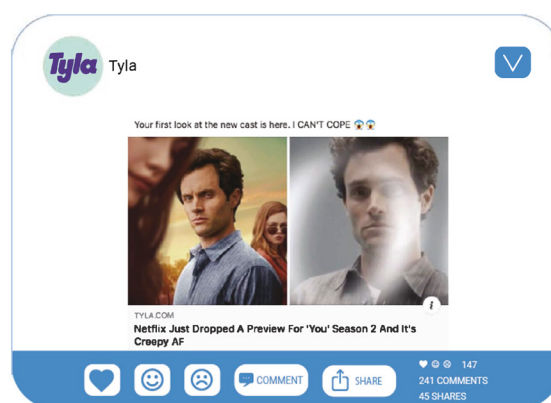 Tyla Tyla
Your first look at the new cast is here. I CAN'T COPE 😱😱
i
TYLA.COM
Netflix Just Dropped A Preview For 'You' Season 2 And It's
Creepy AF
147
COMMENT SHARE 241 COMMENTS
45 SHARES